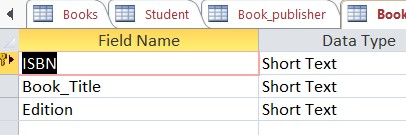 Books Student Book_publisher Book
Field Name Data Type
ISBN Short Text
Book_Title Short Text
Edition Short Text